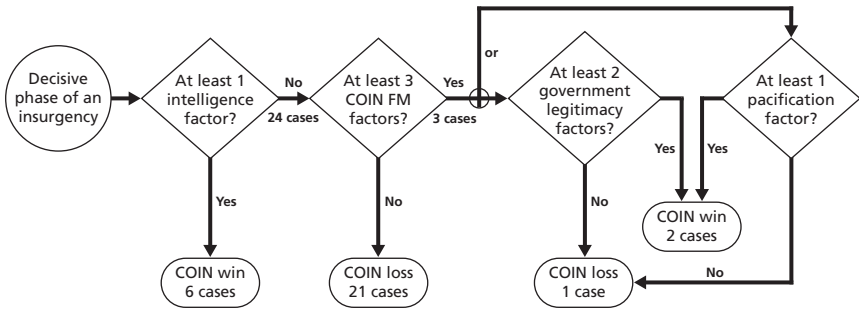 Decisive
phase of an
insurgency
At least 1
intelligence
factor?
No
24 cases
At least 3
COIN FM
factors?
Yes
3 cases
or
At least 2
government
legitimacy
factors?
At least 1
pacification
factor?
Yes
Yes
Yes
No
No
COIN win
2 cases
No
COIN win
6 cases
COIN loss
21 cases
COIN loss
1 case